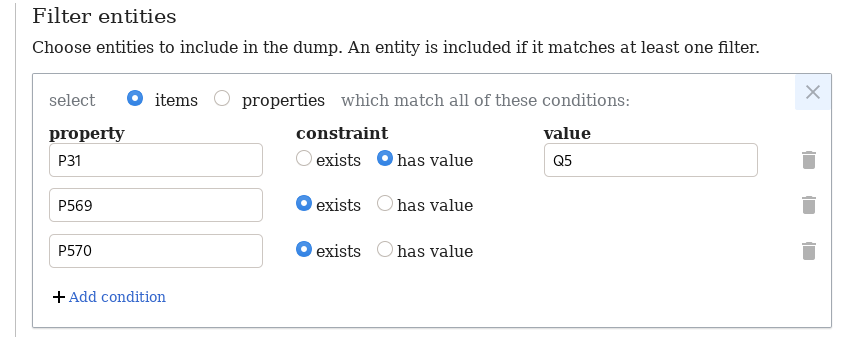 Filter entities
Choose entities to include in the dump. An entity is included if it matches at least one filter.
select items properties which match all of these conditions:
property constraint value
P31 exists has value Q5
P569 exists has value
P570 exists has value
Add condition